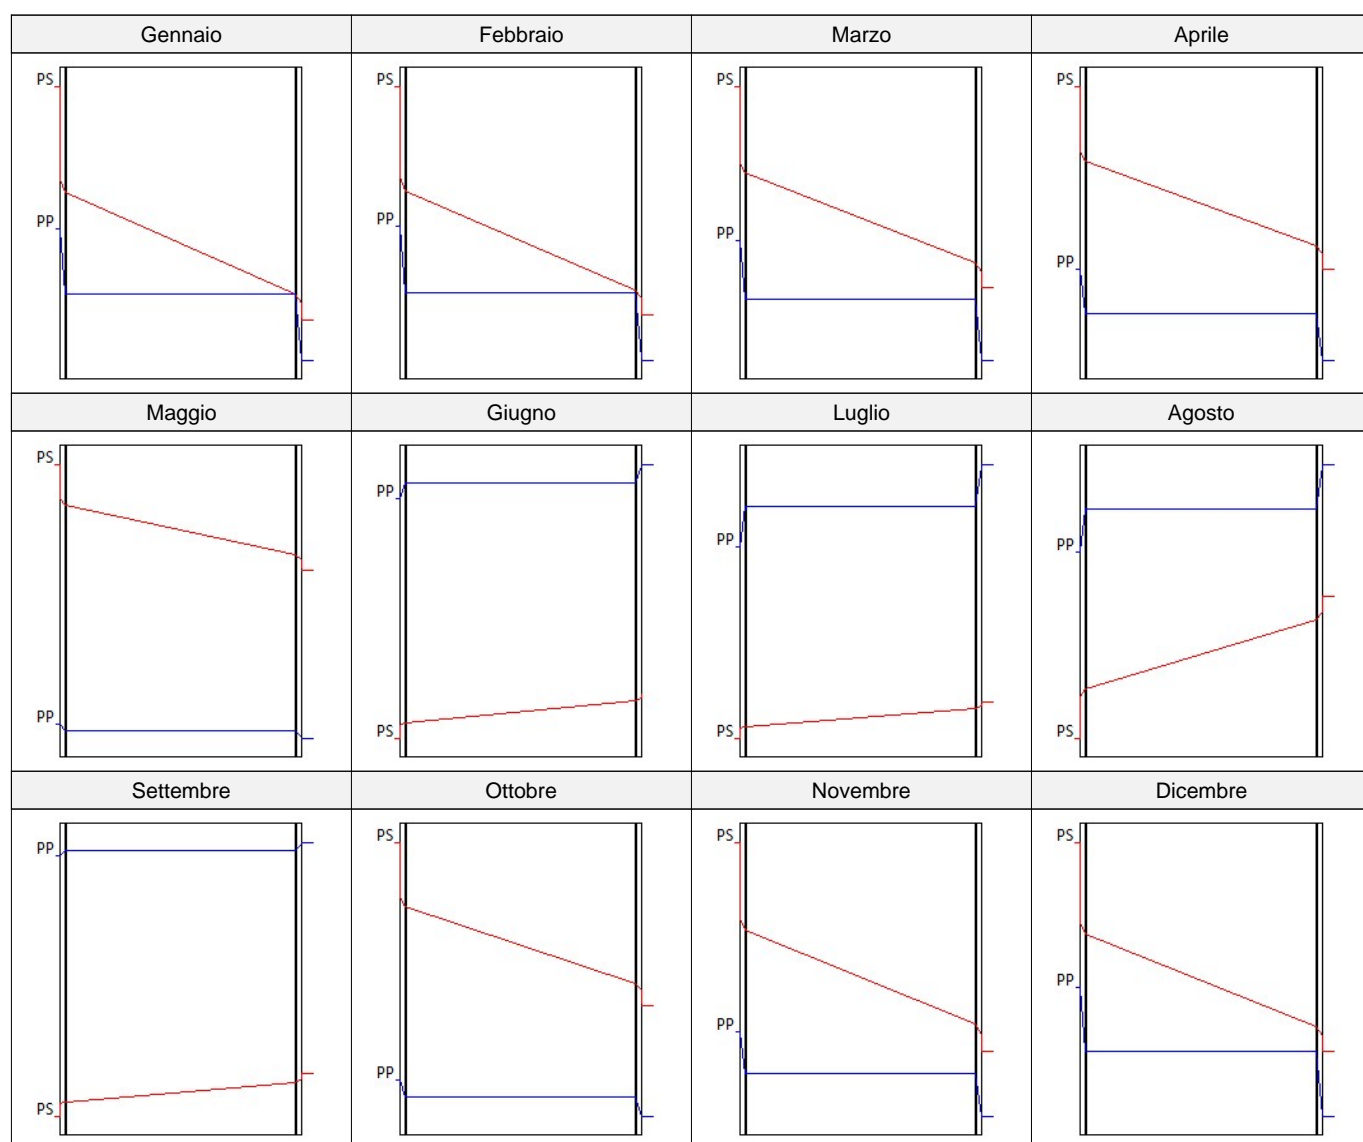 Gennaio Febbraio Marzo Aprile
PS PS PS PS
PP PP PP PP
Maggio Giugno Luglio Agosto
PS PP PP PP
PP PS PS PS
Settembre Ottobre Novembre Dicembre
PP PS PS PS
PS PP PP PP